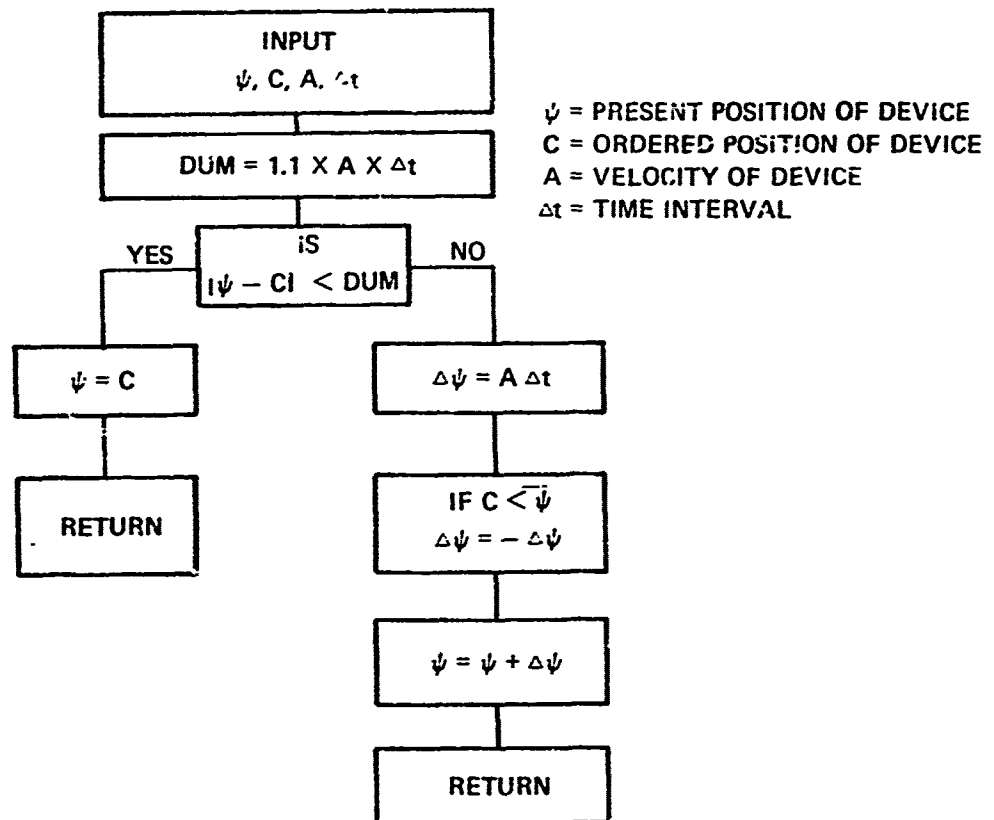 INPUT
ψ, C, A, Δt
DUM = 1.1 X A X Δt
ψ = PRESENT POSITION OF DEVICE
C = ORDERED POSITION OF DEVICE
A = VELOCITY OF DEVICE
Δt = TIME INTERVAL
IS
|ψ – C| < DUM
YES
NO
ψ = C
RETURN
Δψ = A Δt
IF C < ψ
Δψ = – Δψ
ψ = ψ + Δψ
RETURN